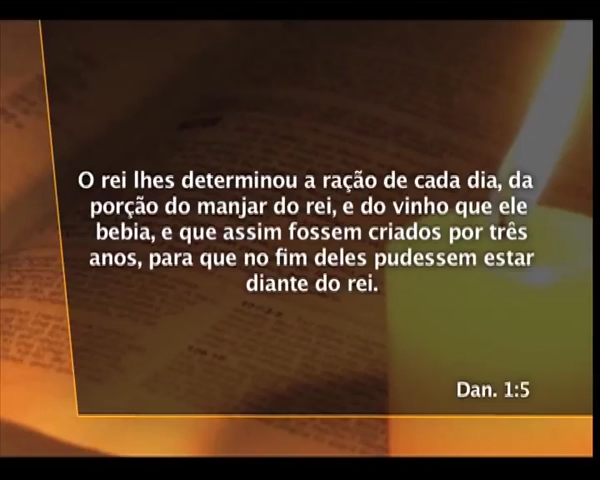 O rei lhes determinou a ração de cada dia, da
porção do manjar do rei, e do vinho que ele
bebia, e que assim fossem criados por três
anos, para que no fim deles pudessem estar
diante do rei.
Dan. 1:5